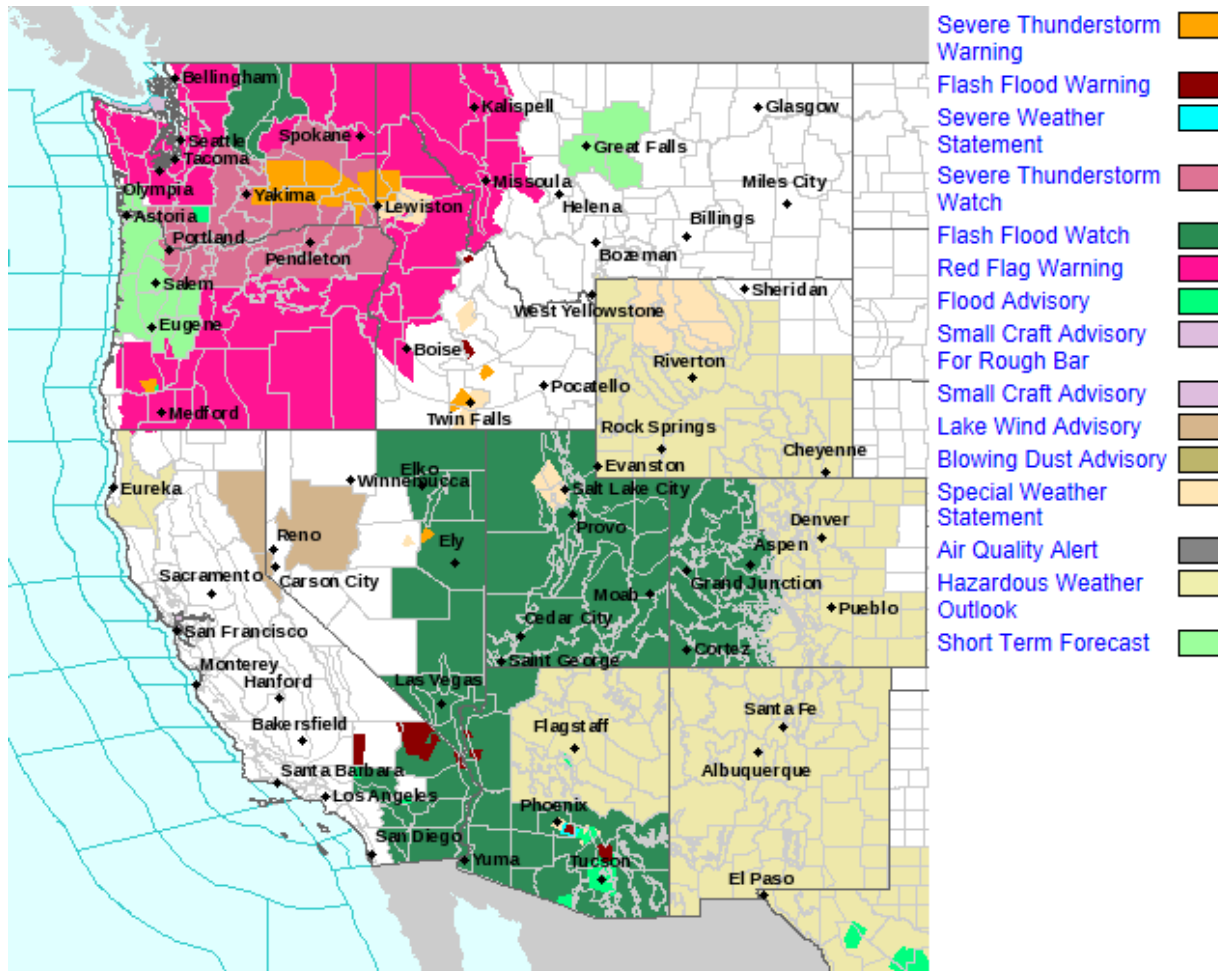 Bellingham
Kalispell
Glasgow
Seattle
Spokane
Great Falls
Tacoma
Olympia
Yakima
Lewiston
Missoula
Helena
Miles City
Astoria
Billings
Portland
Pendleton
Bozeman
Salem
West Yellowstone
Sheridan
Eugene
Boise
Riverton
Pocatello
Medford
Twin Falls
Rock Springs
Cheyenne
Eureka
Elko
Winnemucca
Evanston
Salt Lake City
Provo
Denver
Reno
Ely
Aspen
Sacramento
Carson City
Grand Junction
Moab
Pueblo
San Francisco
Cedar City
Cortez
Monterey
Saint George
Hanford
Las Vegas
Bakersfield
Flagstaff
Santa Fe
Albuquerque
Santa Barbara
Los Angeles
Phoenix
San Diego
Yuma
Tucson
El Paso
Severe Thunderstorm
Warning
Flash Flood Warning
Severe Weather
Statement
Severe Thunderstorm
Watch
Flash Flood Watch
Red Flag Warning
Flood Advisory
Small Craft Advisory
For Rough Bar
Small Craft Advisory
Lake Wind Advisory
Blowing Dust Advisory
Special Weather
Statement
Air Quality Alert
Hazardous Weather
Outlook
Short Term Forecast